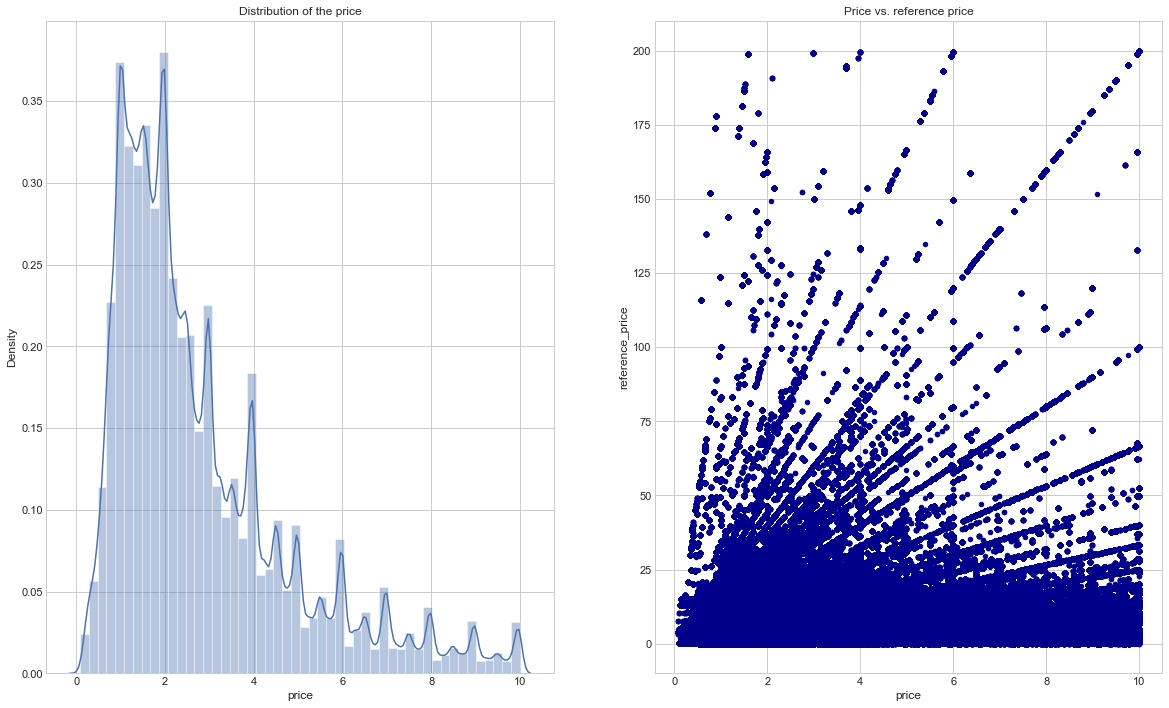 Distribution of the price
Density
0.35
0.30
0.25
0.20
0.15
0.10
0.05
0.00
0 2 4 6 8 10
price
Price vs. reference price
reference_price
200
175
150
125
100
75
50
25
0
0 2 4 6 8 10
price